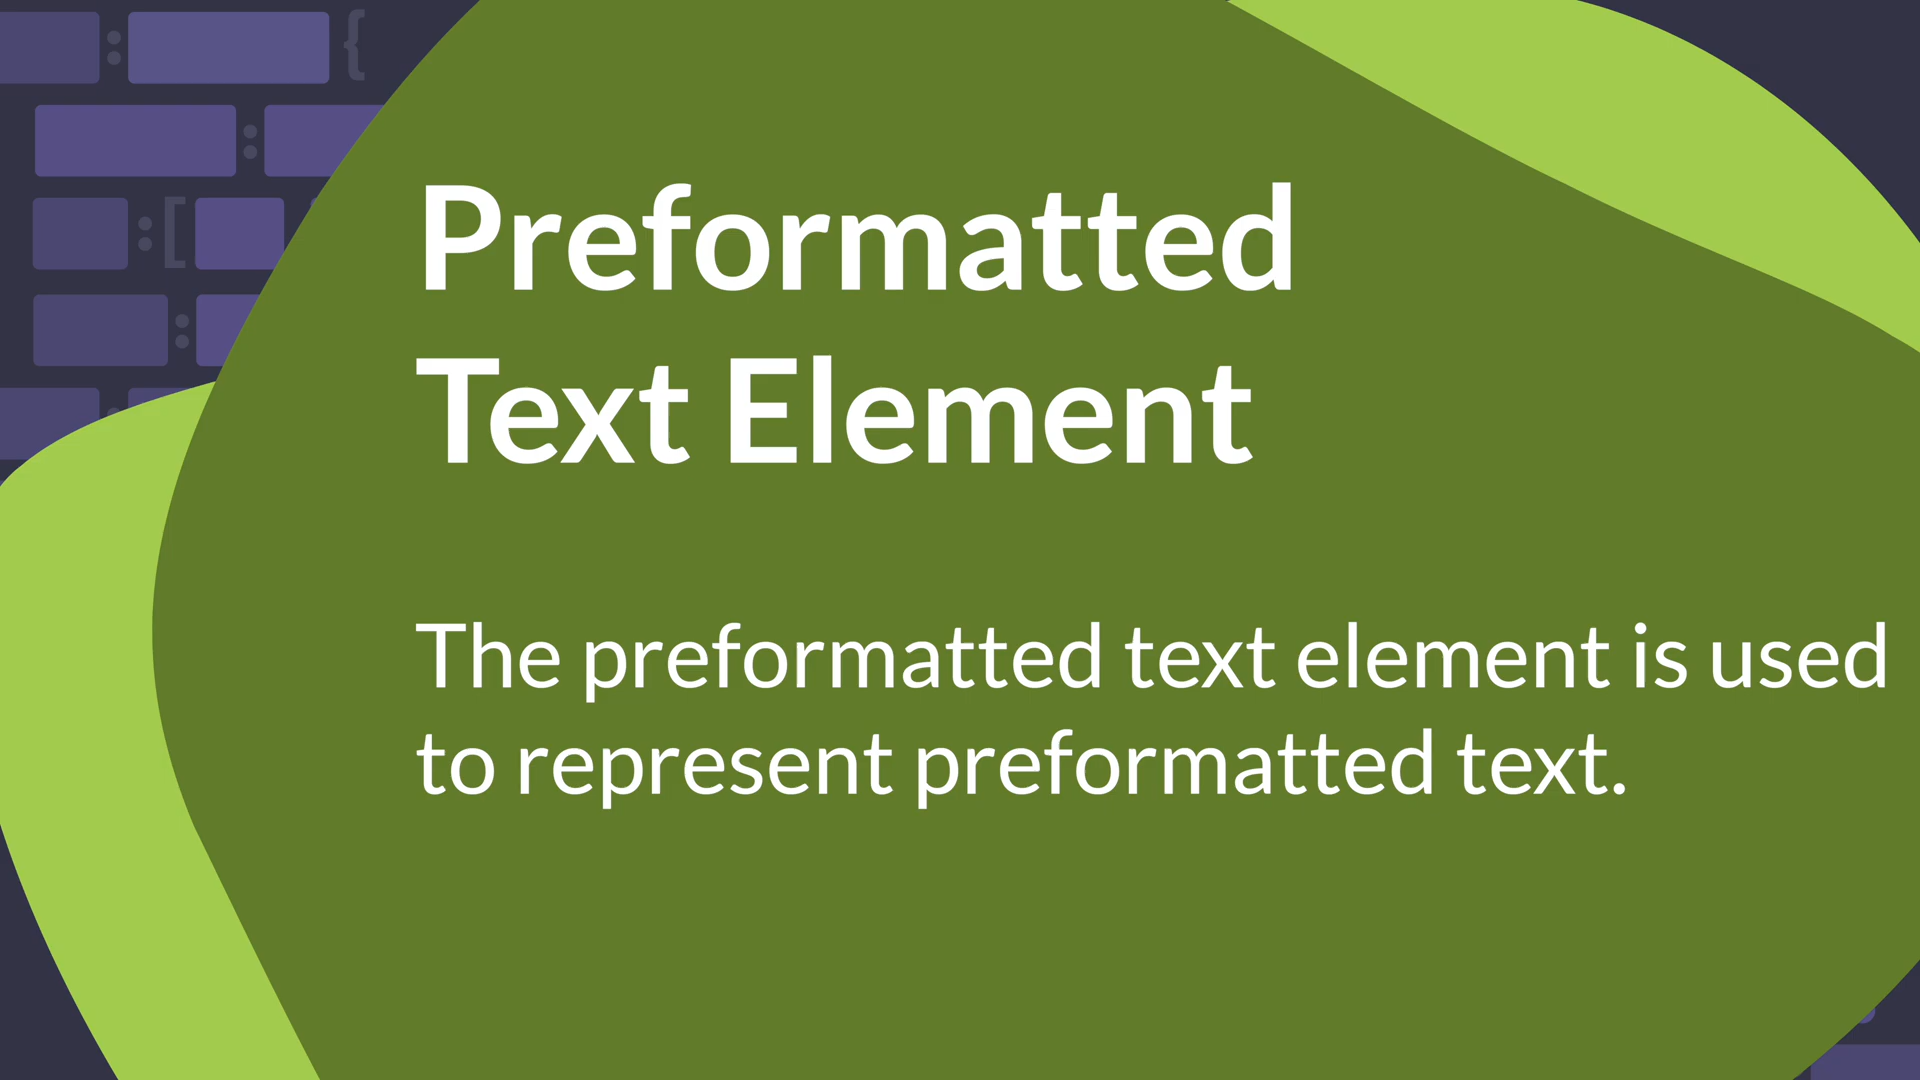 Preformatted
Text Element
The preformatted text element is used
to represent preformatted text.